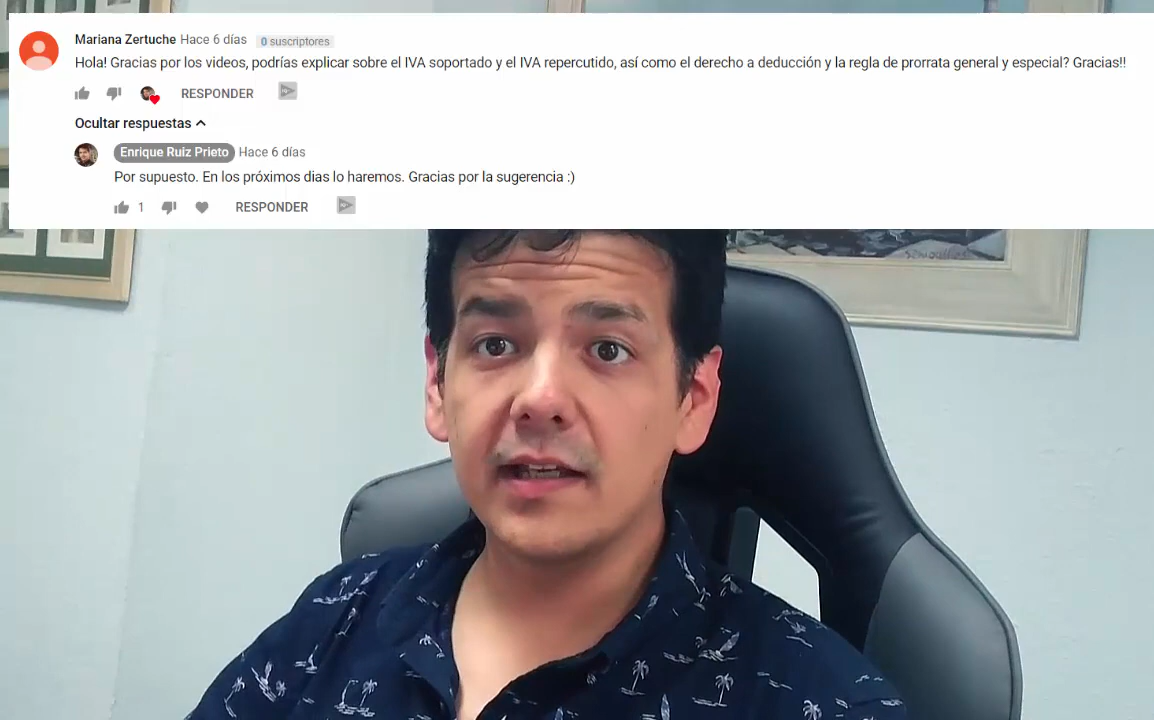 Mariana Zertuche Hace 6 días 0 suscriptores
Hola! Gracias por los videos, podrías explicar sobre el IVA soportado y el IVA repercutido, así como el derecho a deducción y la regla de prorrata general y especial? Gracias!!
RESPONDER
Ocultar respuestas
Enrique Ruiz Prieto Hace 6 días
Por supuesto. En los próximos dias lo haremos. Gracias por la sugerencia :)
1 RESPONDER